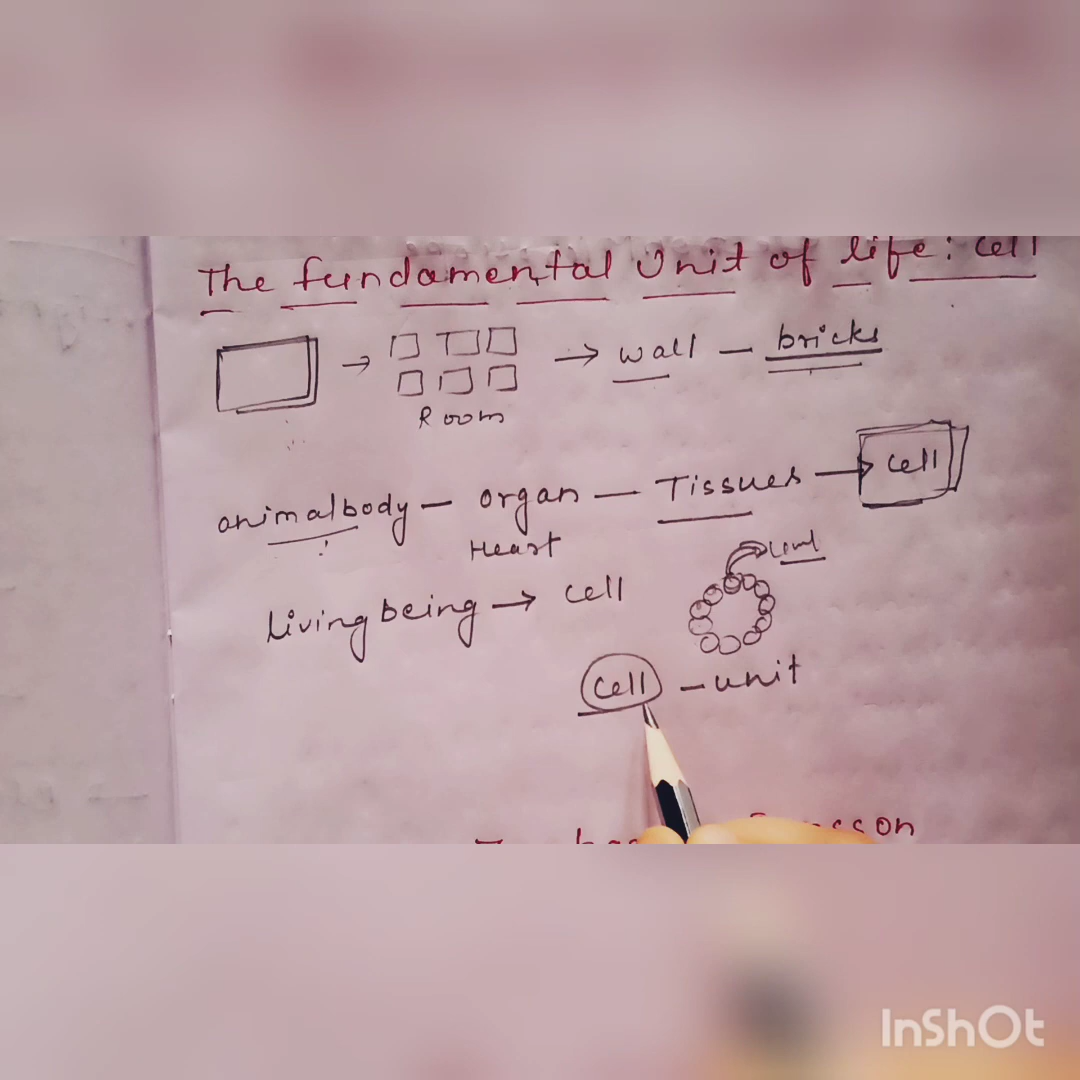 The fundamental Unit of life: Cell
→ → wall – bricks
Room
animalbody – organ – Tissues → cell
Heart
Living being → cell
cell – unit
InShOt